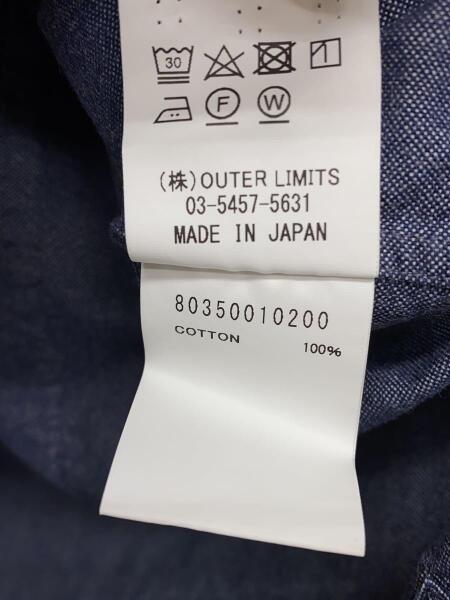 30
F
W
(株)OUTER LIMITS
03-5457-5631
MADE IN JAPAN
80350010200
COTTON 100%